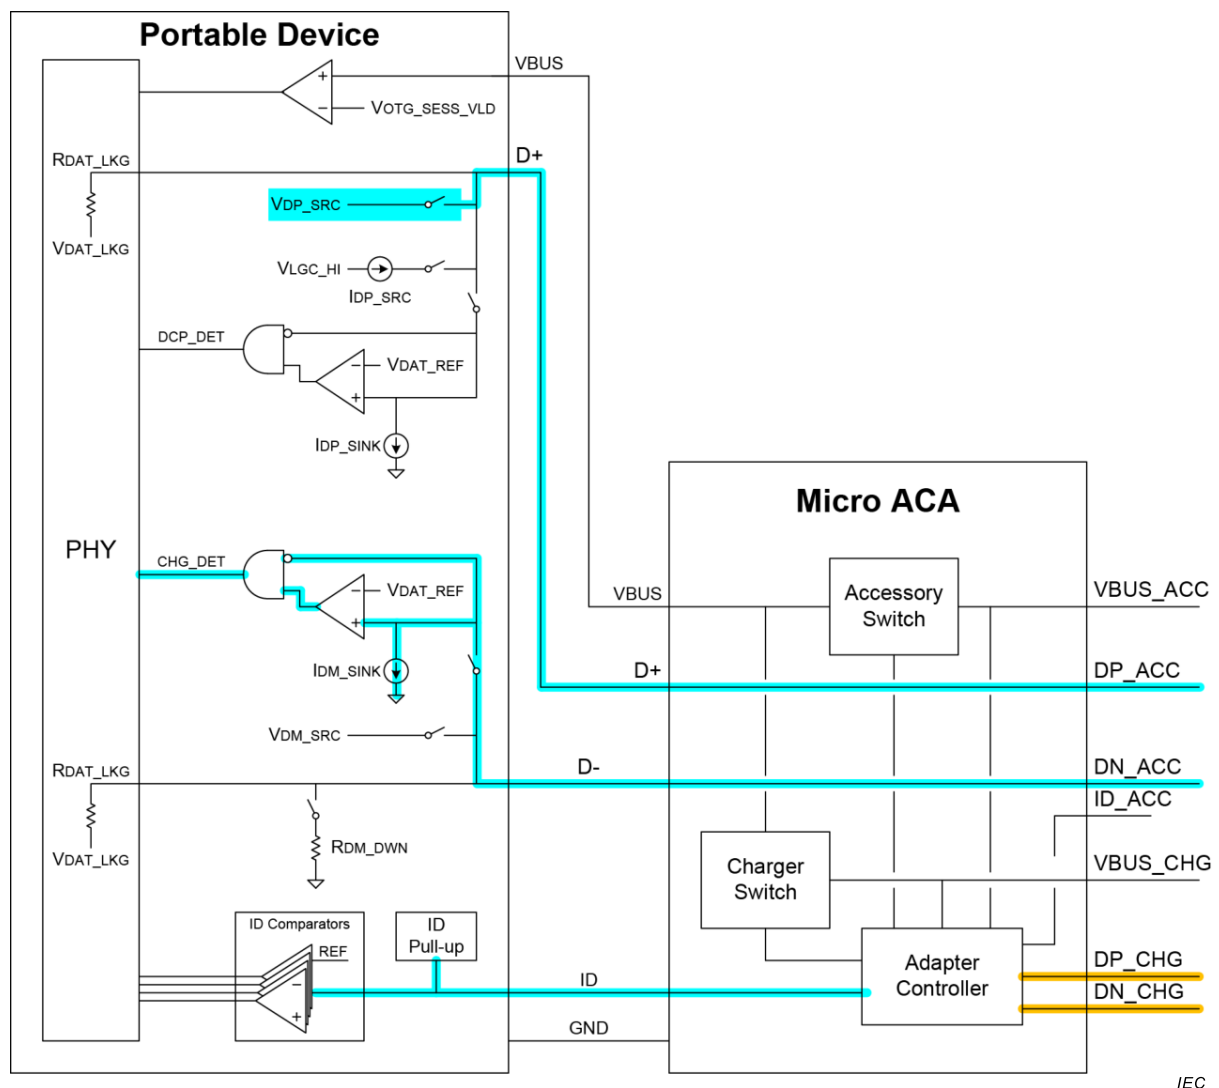 Portable Device
VBUS
VOTG_SESS_VLD
RDAT_LKG
D+
VDP_SRC
VDAT_LKG
VLGC_HI
IDP_SRC
DCP_DET
VDAT_REF
IDP_SINK
Micro ACA
PHY
CHG_DET
VDAT_REF
VBUS
Accessory
Switch
VBUS_ACC
IDM_SINK
D+
DP_ACC
VDM_SRC
RDAT_LKG
D-
DN_ACC
ID_ACC
RDM_DWN
VDAT_LKG
Charger
Switch
VBUS_CHG
ID Comparators
REF
ID
Pull-up
ID
Adapter
Controller
DP_CHG
DN_CHG
GND
IEC